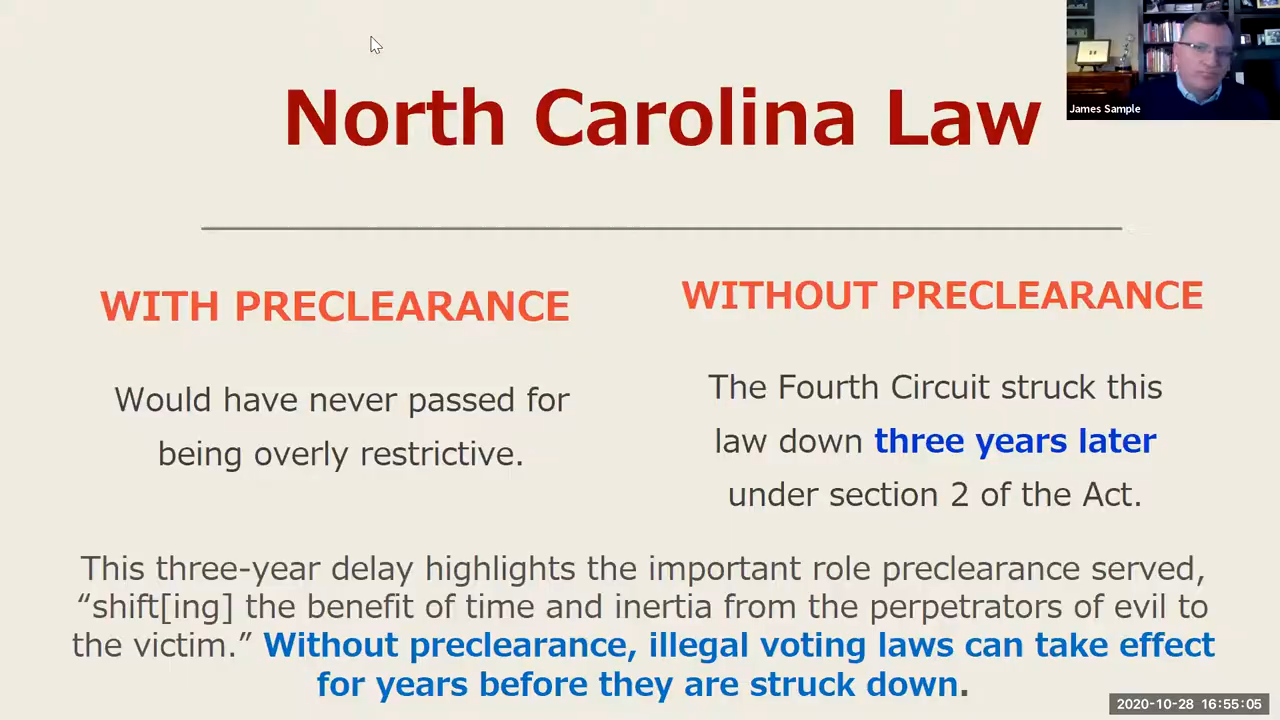 North Carolina Law
James Sample
WITH PRECLEARANCE
Would have never passed for
being overly restrictive.
WITHOUT PRECLEARANCE
The Fourth Circuit struck this
law down three years later
under section 2 of the Act.
This three-year delay highlights the important role preclearance served,
“shift[ing] the benefit of time and inertia from the perpetrators of evil to
the victim.” Without preclearance, illegal voting laws can take effect
for years before they are struck down.
2020-10-28 16:55:05